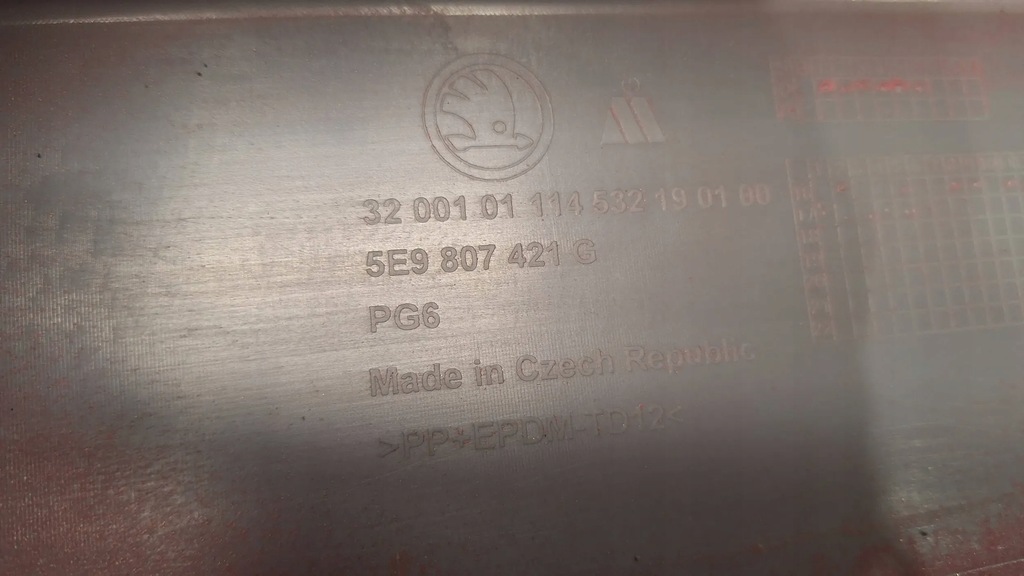 32 001 01 114 532 19 01 00
5E9 807 421 G
PG6
Made in Czech Republic
>PP+EPDM-TD12<